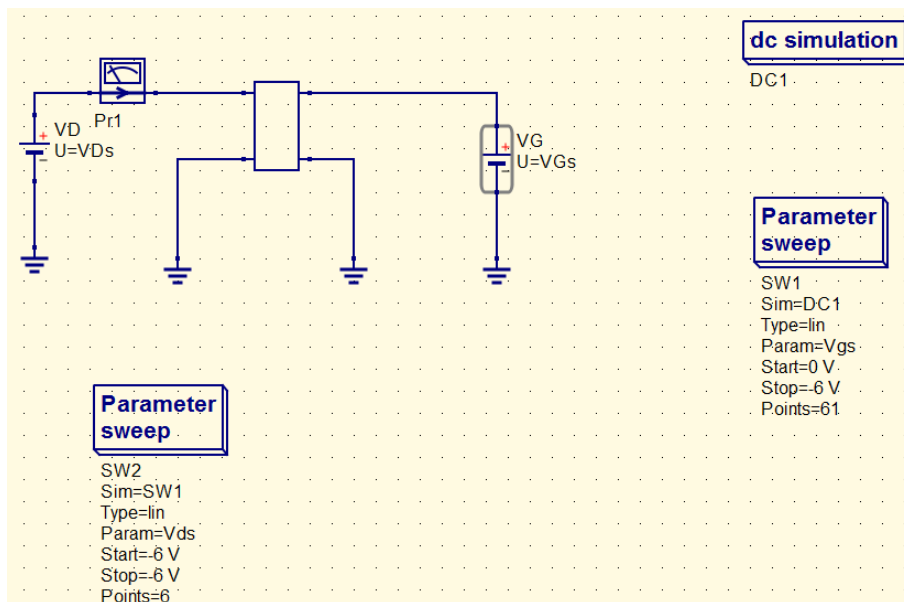 dc simulation
DC1
Pr1
VD
U=VDs
VG
U=VGs
Parameter
sweep
SW1
Sim=DC1
Type=lin
Param=Vgs
Start=0 V
Stop=-6 V
Points=61
Parameter
sweep
SW2
Sim=SW1
Type=lin
Param=Vds
Start=-6 V
Stop=-6 V
Points=6